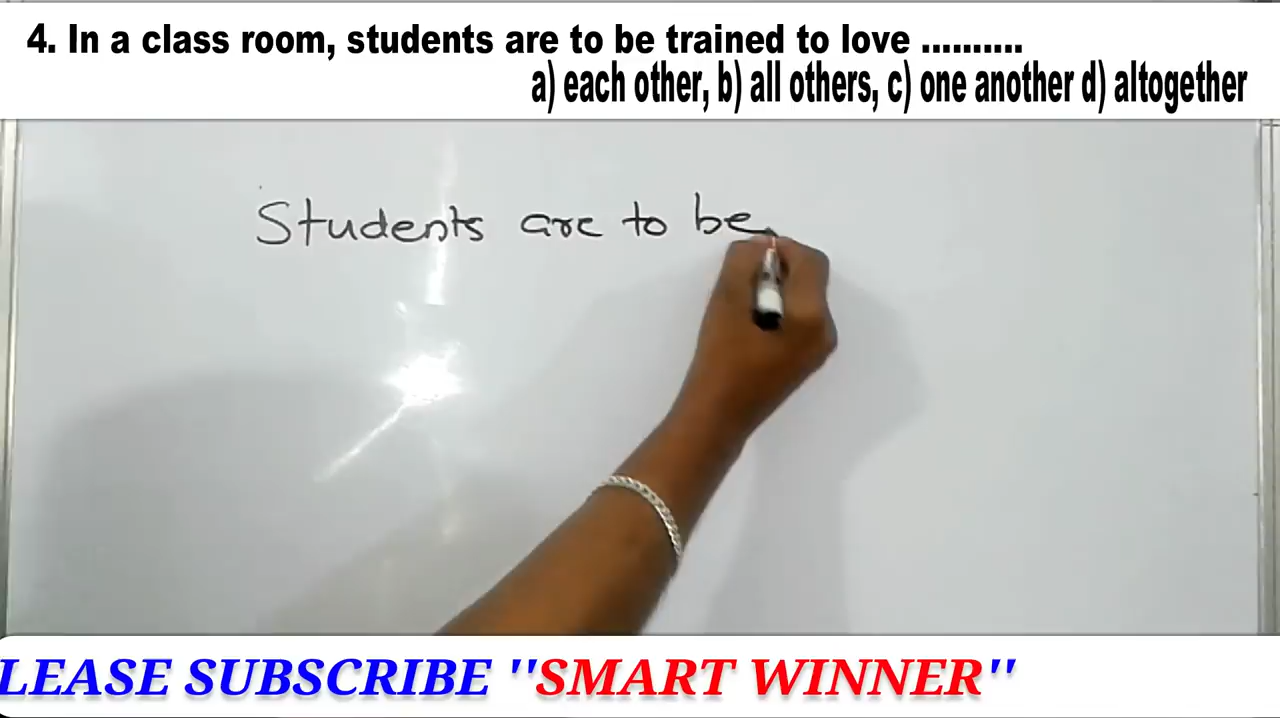 4. In a class room, students are to be trained to love ..........
a) each other, b) all others, c) one another d) altogether
Students are to be
LEASE SUBSCRIBE "SMART WINNER"